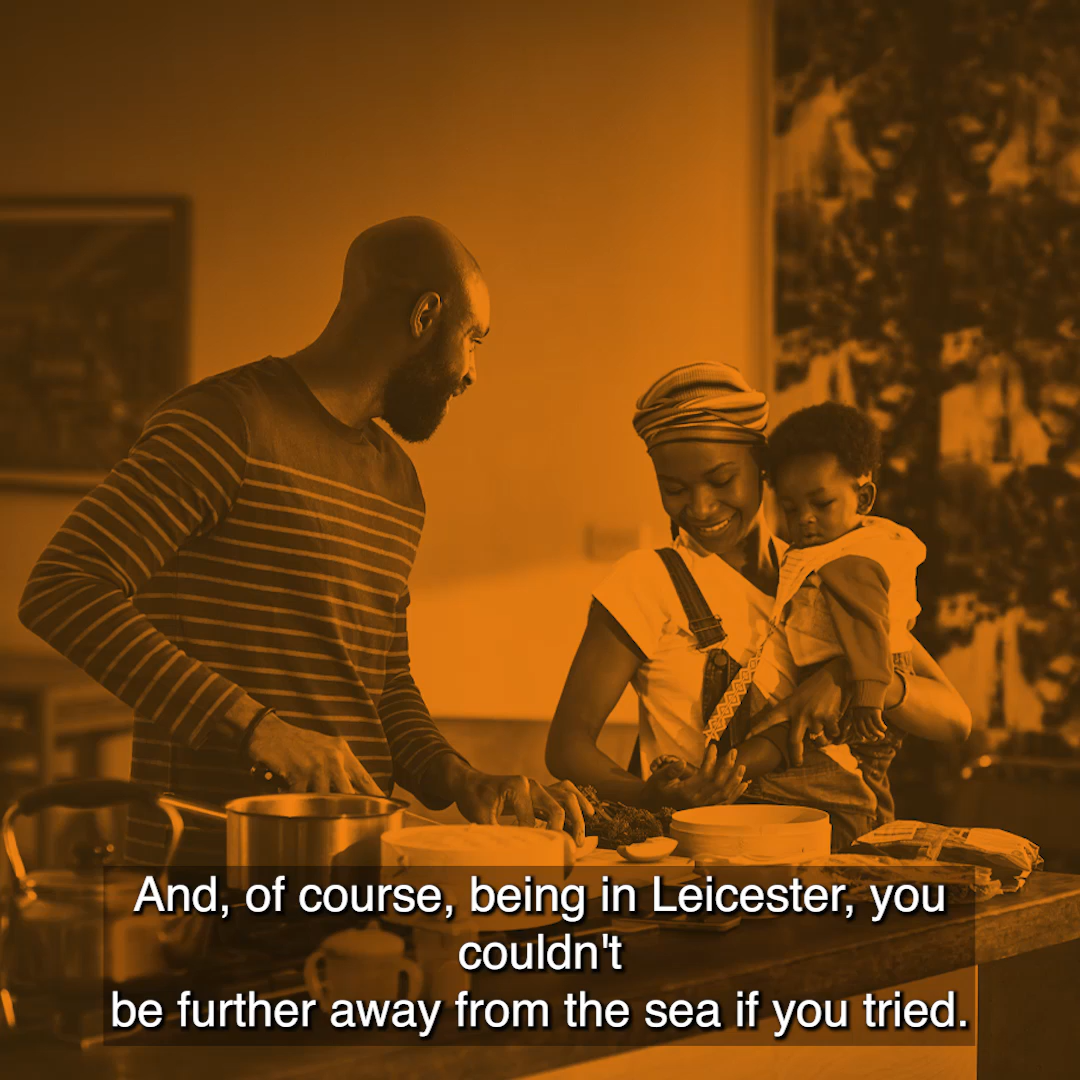 And, of course, being in Leicester, you
couldn't
be further away from the sea if you tried.